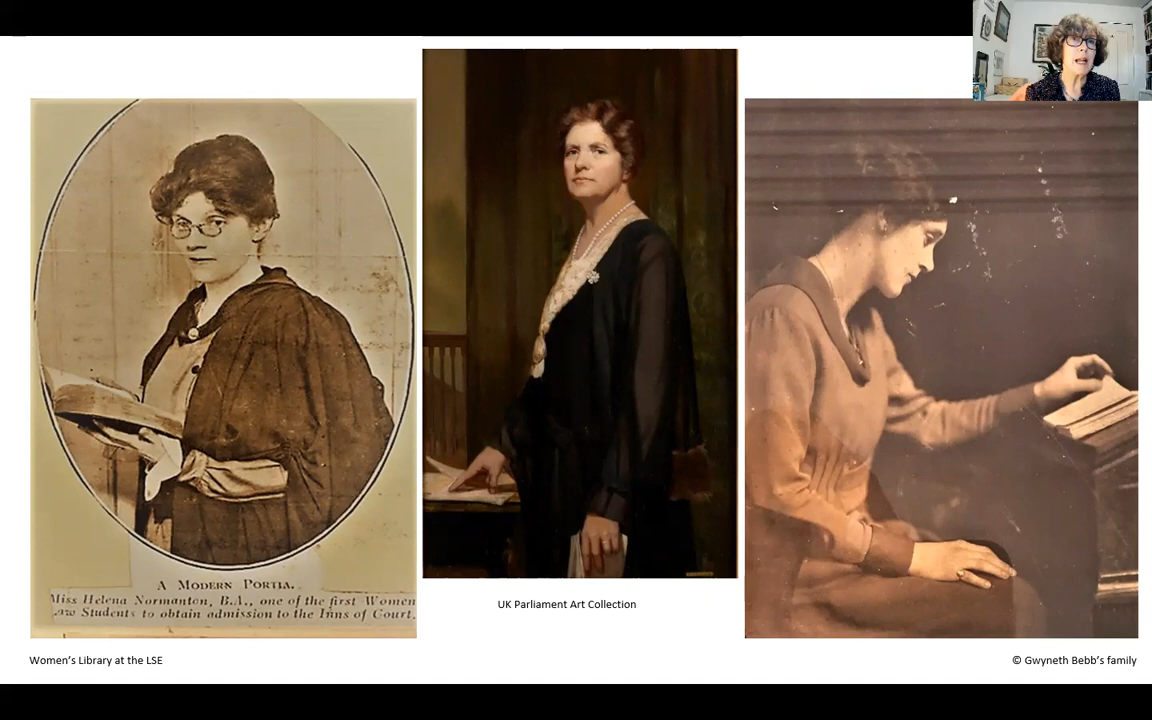 A MODERN PORTIA.
Miss Helena Normanton, B.A., one of the first Women
Law Students to obtain admission to the Inns of Court.
UK Parliament Art Collection
Women's Library at the LSE
© Gwyneth Bebb's family